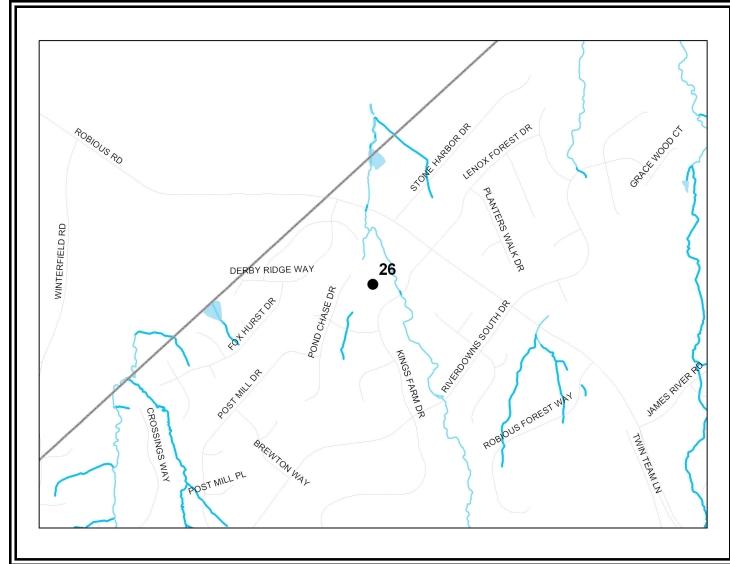 ROBIOUS RD
STONE HARBOR DR
LENOX FOREST DR
GRACE WOOD CT
PLANTERS WALK DR
WINTERFIELD RD
DERBY RIDGE WAY
26
FOX HURST DR
POND CHASE DR
RIVERDOWNS SOUTH DR
KINGS FARM DR
POST MILL DR
JAMES RIVER RD
CROSSINGS WAY
ROBIOUS FOREST WAY
BREWTON WAY
TWIN TEAM LN
POST MILL PL